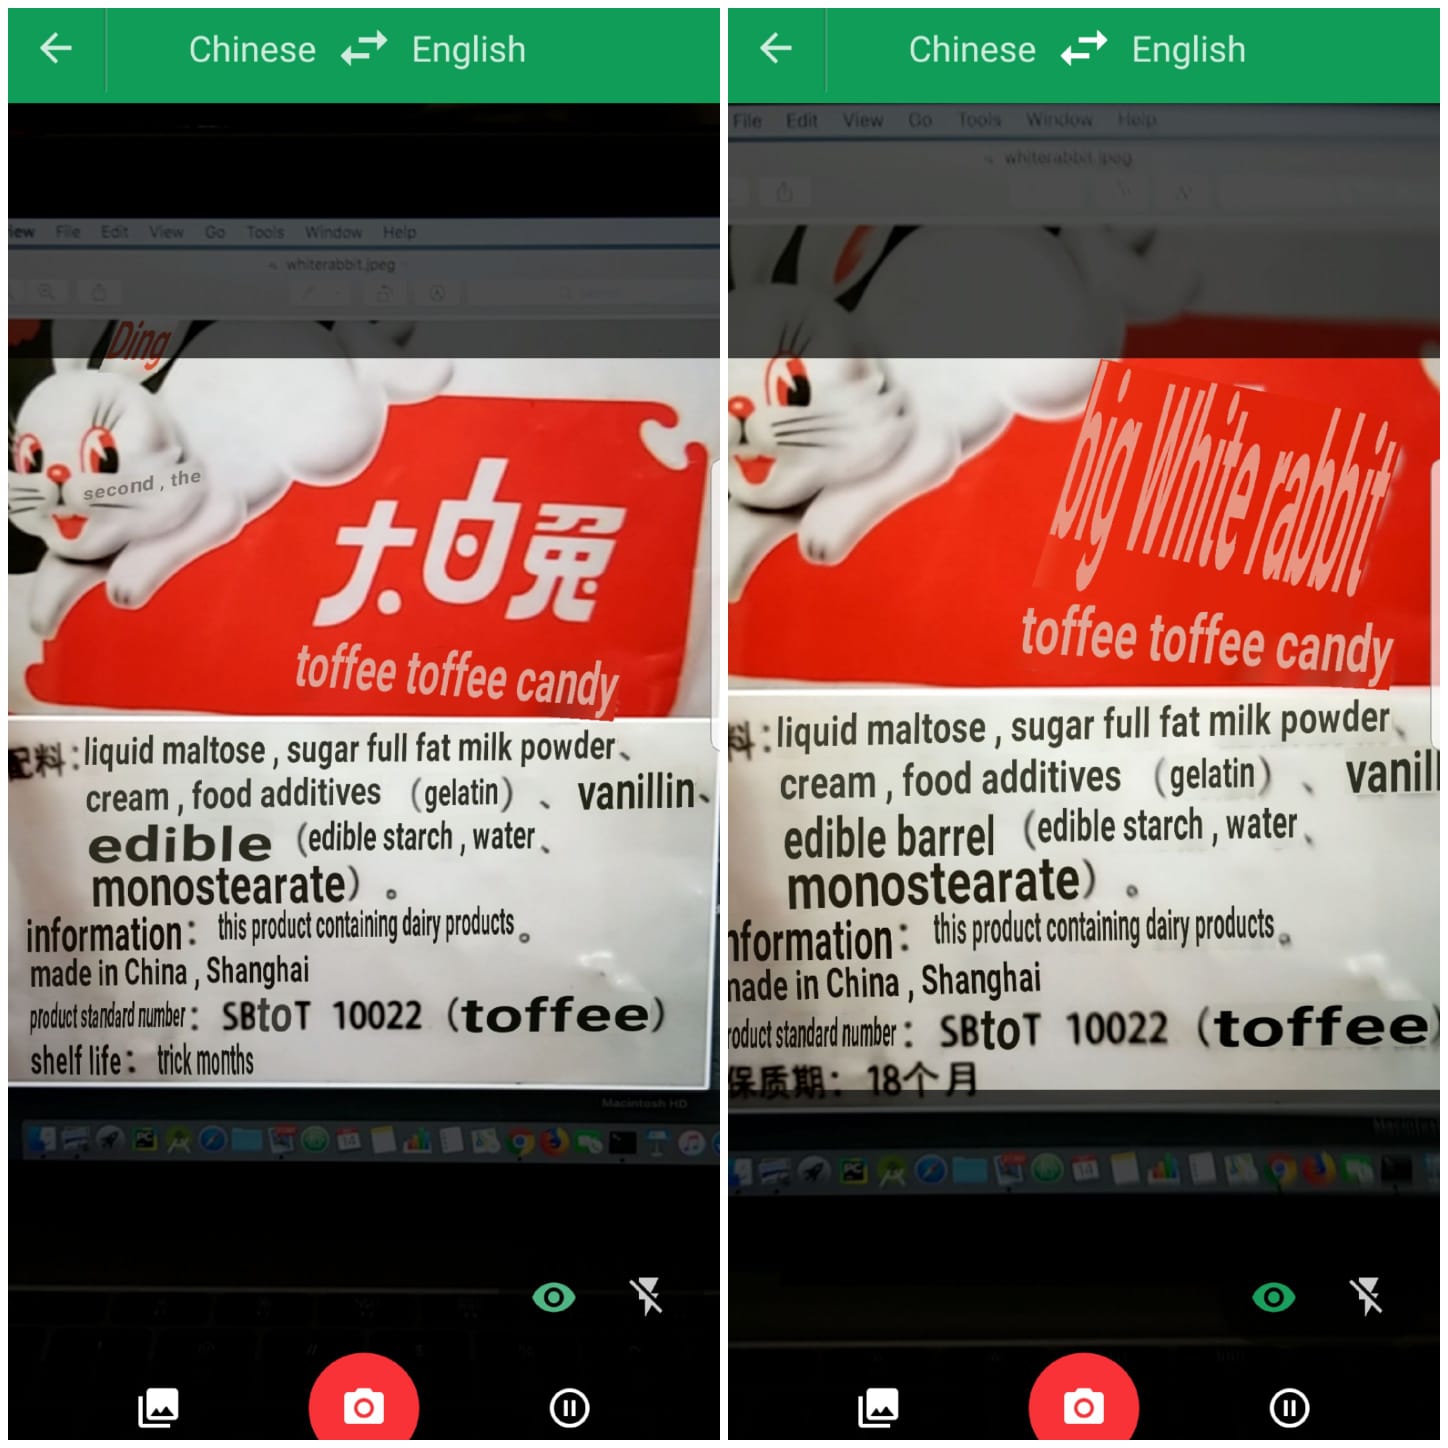 Chinese English
View File Edit View Go Tools Window Help
whiterabbit.jpeg
Ding
second , the
大白兔
toffee toffee candy
配料:liquid maltose , sugar full fat milk powder、
cream , food additives （gelatin） 、 vanillin、
edible （edible starch , water、
monostearate） 。
information： this product containing dairy products。
made in China , Shanghai
product standard number： SBtoT 10022 （toffee）
shelf life： trick months
Macintosh HD
14
Chinese English
File Edit View Go Tools Window Help
whiterabbit.jpeg
big White rabbit
toffee toffee candy
料:liquid maltose , sugar full fat milk powder、
cream , food additives （gelatin） 、 vanill
edible barrel （edible starch , water、
monostearate） 。
nformation： this product containing dairy products。
made in China , Shanghai
roduct standard number： SBtoT 10022 （toffee）
保质期：18个月
Macintosh
14